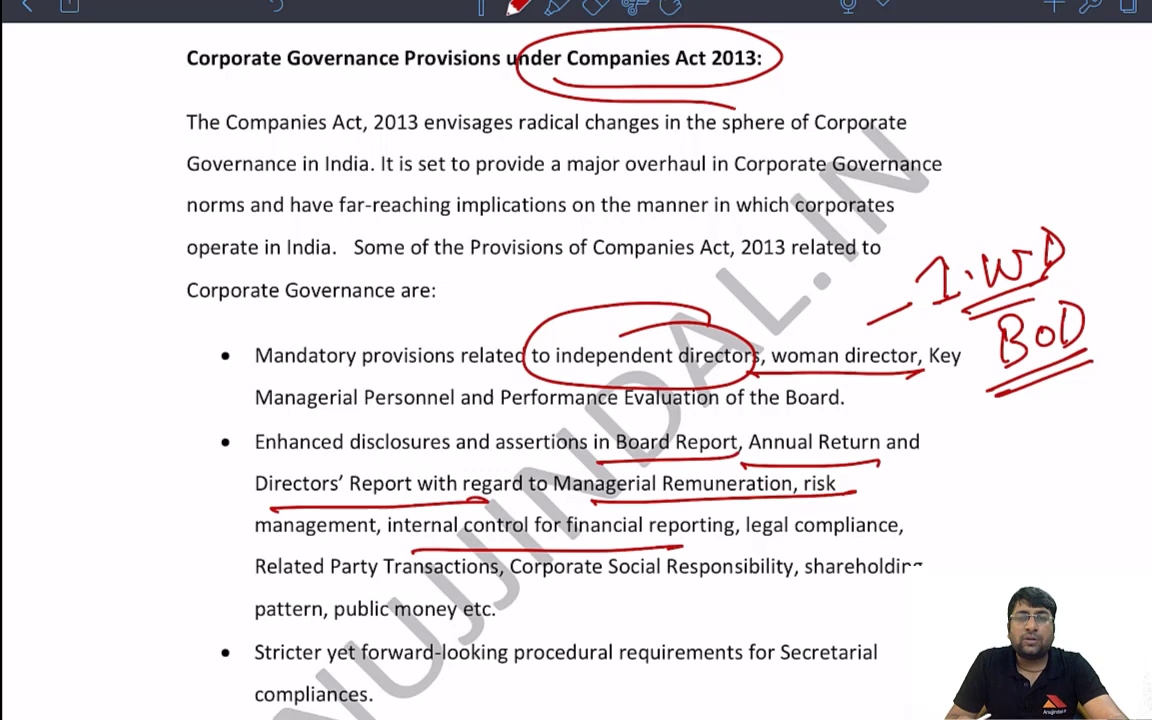 Corporate Governance Provisions under Companies Act 2013:
The Companies Act, 2013 envisages radical changes in the sphere of Corporate
Governance in India. It is set to provide a major overhaul in Corporate Governance
norms and have far-reaching implications on the manner in which corporates
operate in India. Some of the Provisions of Companies Act, 2013 related to
Corporate Governance are:
1.WD
BOD
• Mandatory provisions related to independent directors, woman director, Key
Managerial Personnel and Performance Evaluation of the Board.
• Enhanced disclosures and assertions in Board Report, Annual Return and
Directors’ Report with regard to Managerial Remuneration, risk
management, internal control for financial reporting, legal compliance,
Related Party Transactions, Corporate Social Responsibility, shareholding
pattern, public money etc.
• Stricter yet forward-looking procedural requirements for Secretarial
compliances.
NUJJINDAL.IN